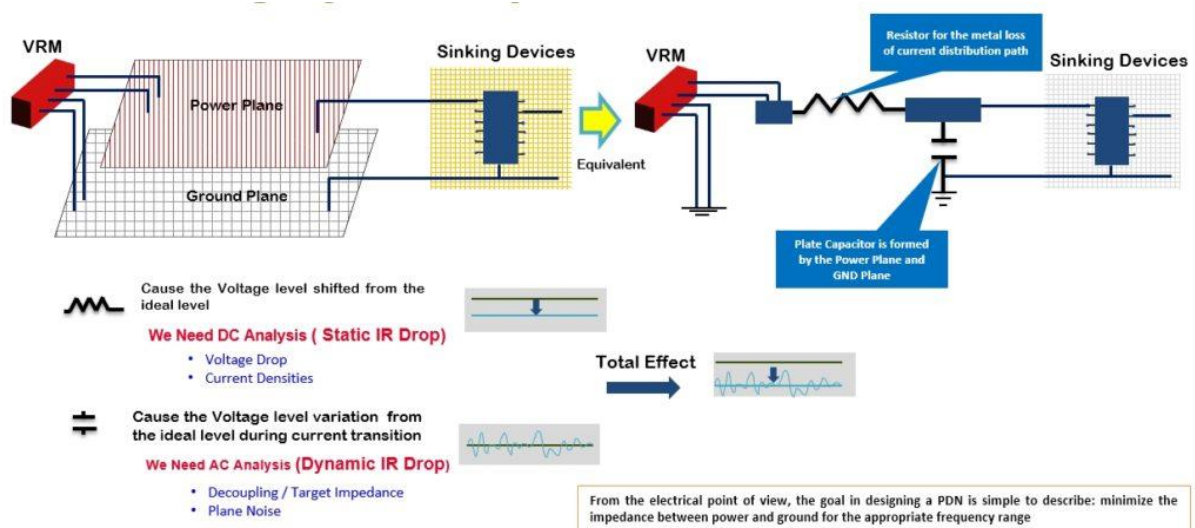 VRM
Power Plane
Ground Plane
Sinking Devices
Equivalent
VRM
Resistor for the metal loss
of current distribution path
Sinking Devices
Plate Capacitor is formed
by the Power Plane and
GND Plane
Cause the Voltage level shifted from the
ideal level
We Need DC Analysis ( Static IR Drop)
• Voltage Drop
• Current Densities
Total Effect
Cause the Voltage level variation from
the ideal level during current transition
We Need AC Analysis (Dynamic IR Drop)
• Decoupling / Target Impedance
• Plane Noise
From the electrical point of view, the goal in designing a PDN is simple to describe: minimize the
impedance between power and ground for the appropriate frequency range